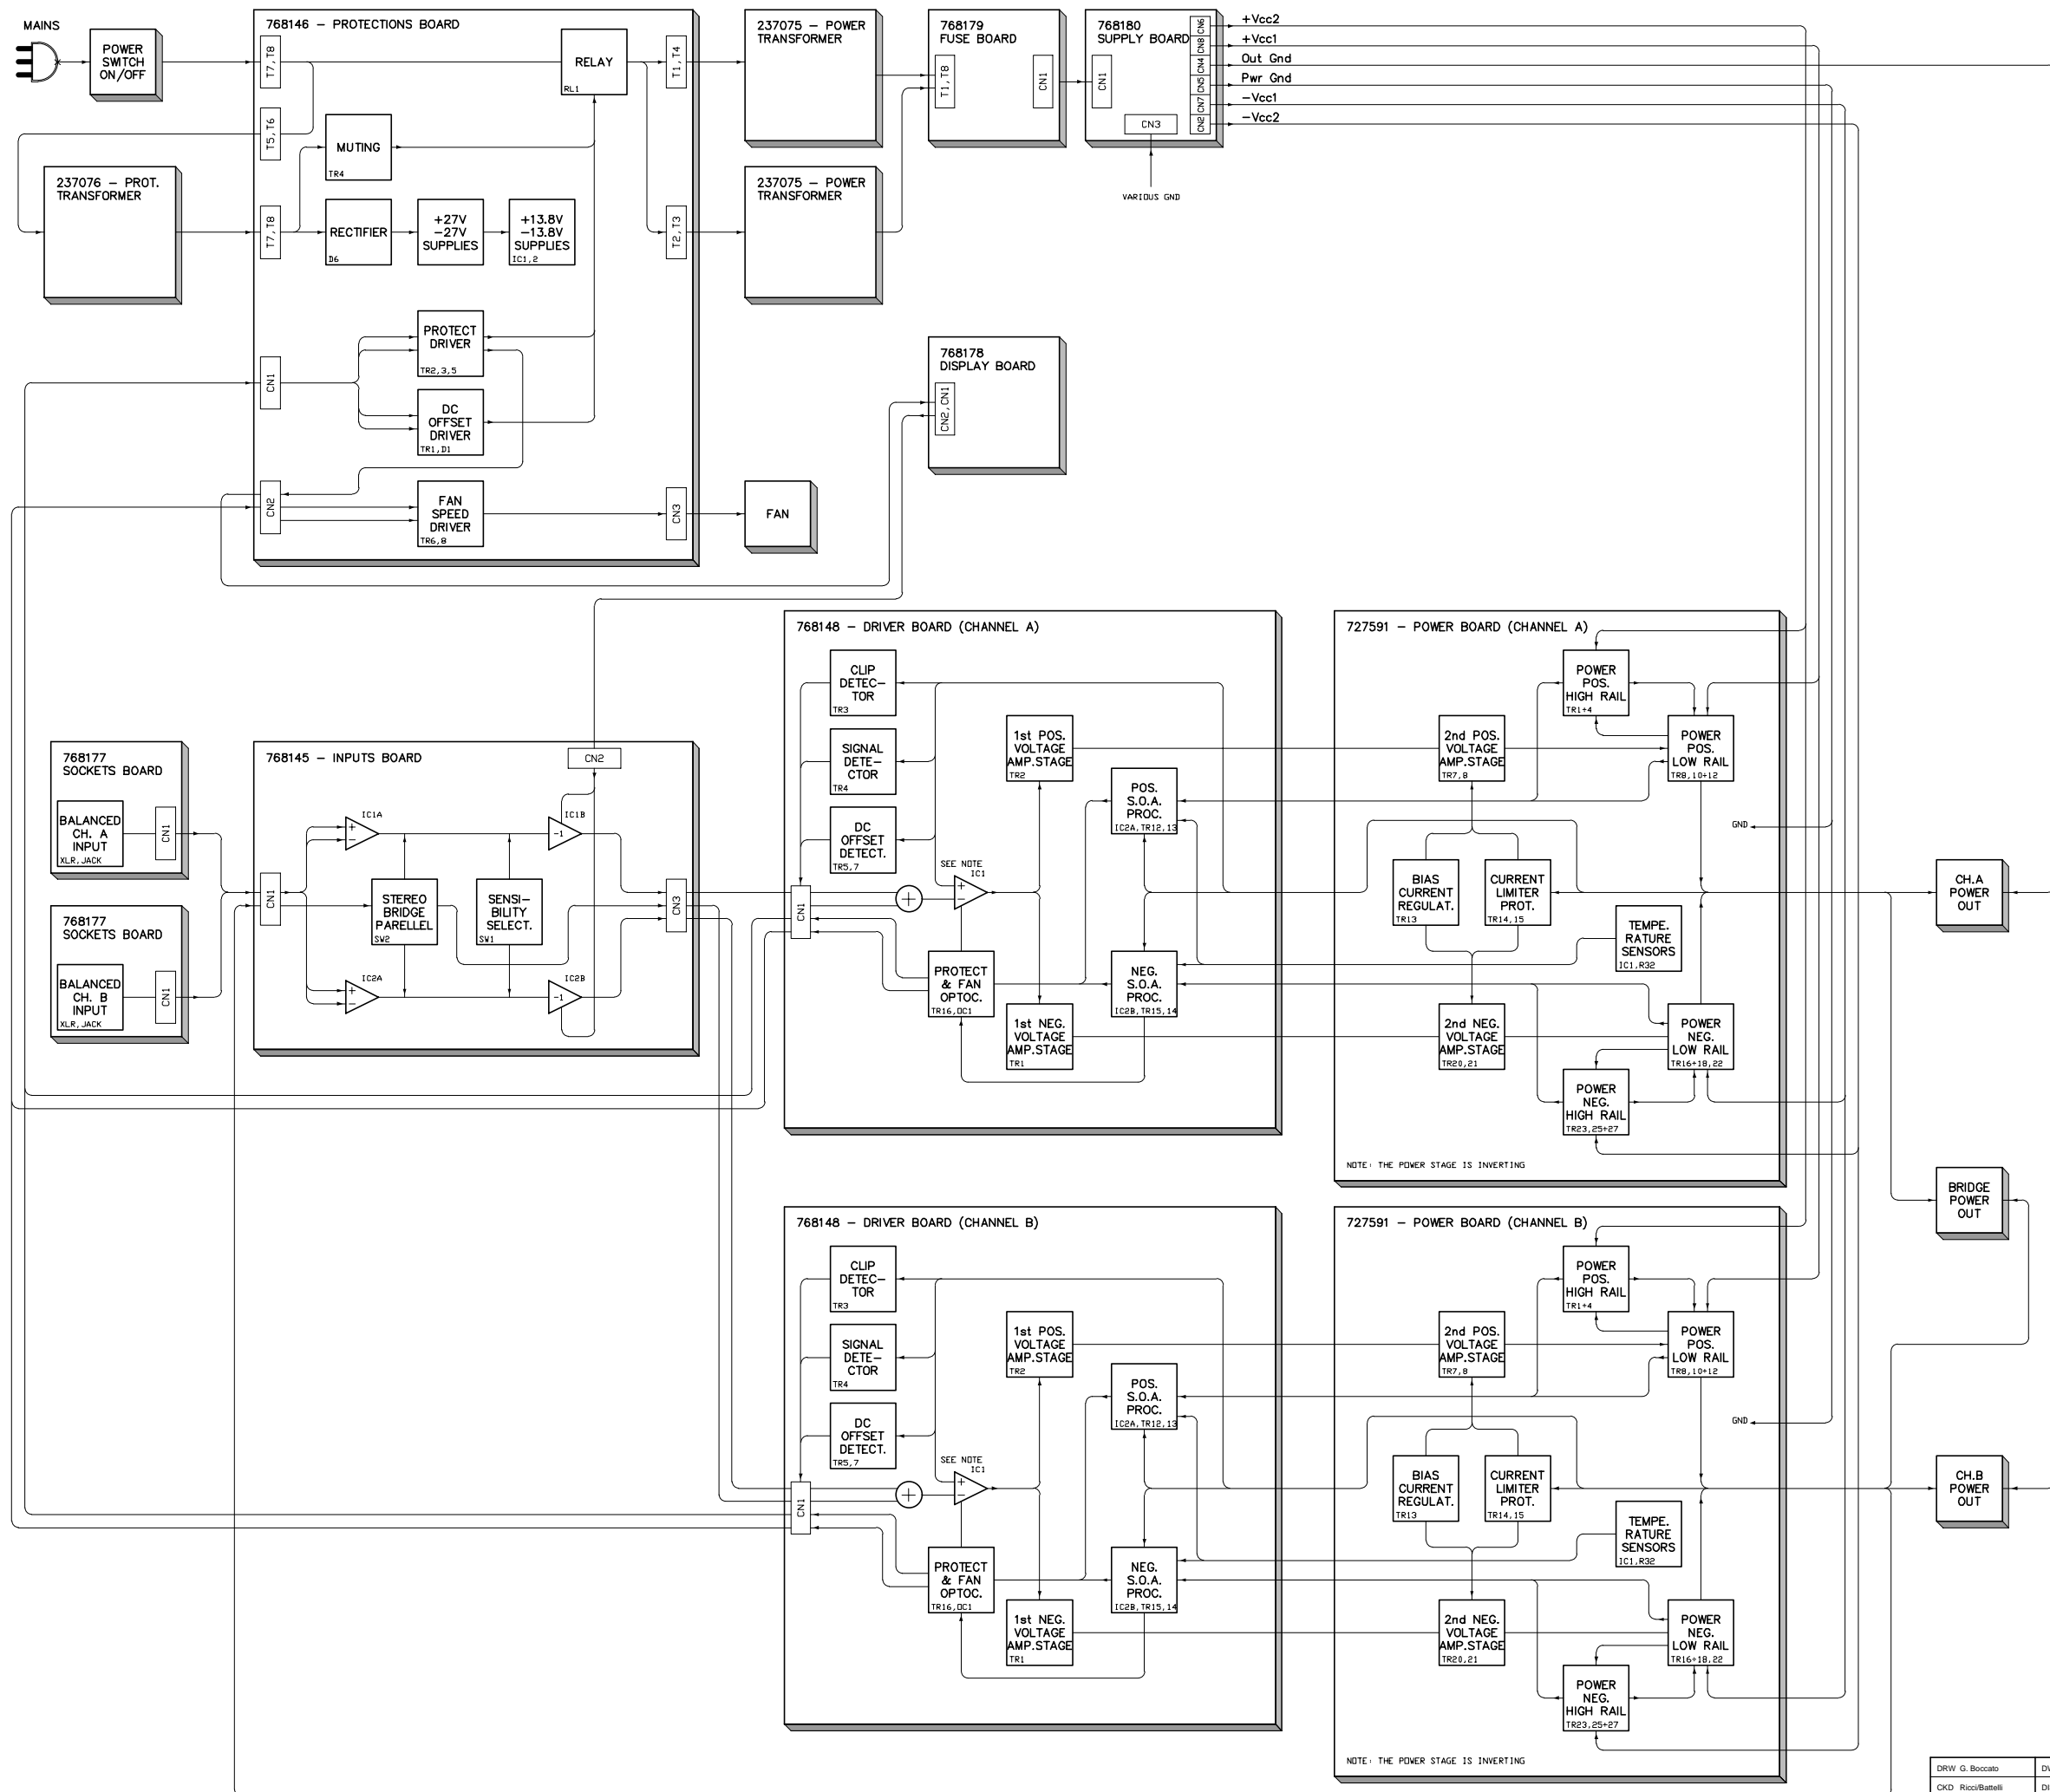 MAINS
POWER
SWITCH
ON/OFF
768146 - PROTECTIONS BOARD
T7,T8
RELAY
RL1
T1,T4
T5,T6
MUTING
TR4
237076 - PROT.
TRANSFORMER
T7,T8
RECTIFIER
D6
+27V
-27V
SUPPLIES
+13.8V
-13.8V
SUPPLIES
IC1,2
T2,T3
PROTECT
DRIVER
TR2,3,5
CN1
DC
OFFSET
DRIVER
TR1,D1
CN2
FAN
SPEED
DRIVER
TR6,8
CN3
FAN
237075 - POWER
TRANSFORMER
237075 - POWER
TRANSFORMER
768179
FUSE BOARD
T1,T8
CN1
768180
SUPPLY BOARD
CN1
CN3
VARIOUS GND
CN6
CN8
CN4
CN5
CN7
CN2
+Vcc2
+Vcc1
Out Gnd
Pwr Gnd
-Vcc1
-Vcc2
768178
DISPLAY BOARD
CN2,CN1
768177
SOCKETS BOARD
BALANCED
CH. A
INPUT
XLR,JACK
CN1
768177
SOCKETS BOARD
BALANCED
CH. B
INPUT
XLR,JACK
CN1
768145 - INPUTS BOARD
CN2
IC1A
+
-
IC1B
-1
CN1
STEREO
BRIDGE
PARELLEL
SW2
SENSI-
BILITY
SELECT.
SW1
CN3
IC2A
+
-
IC2B
-1
768148 - DRIVER BOARD (CHANNEL A)
CLIP
DETEC-
TOR
TR3
SIGNAL
DETE-
CTOR
TR4
DC
OFFSET
DETECT.
TR5,7
1st POS.
VOLTAGE
AMP.STAGE
TR2
POS.
S.O.A.
PROC.
IC2A,TR12,13
SEE NOTE
IC1
+
-
+
CN1
PROTECT
& FAN
OPTOC.
TR16,OC1
NEG.
S.O.A.
PROC.
IC2B,TR15,14
1st NEG.
VOLTAGE
AMP.STAGE
TR1
727591 - POWER BOARD (CHANNEL A)
POWER
POS.
HIGH RAIL
TR1÷4
2nd POS.
VOLTAGE
AMP.STAGE
TR7,8
POWER
POS.
LOW RAIL
TR8,10÷12
GND
BIAS
CURRENT
REGULAT.
TR13
CURRENT
LIMITER
PROT.
TR14,15
TEMPE.
RATURE
SENSORS
IC1,R32
2nd NEG.
VOLTAGE
AMP.STAGE
TR20,21
POWER
NEG.
LOW RAIL
TR16÷18,22
POWER
NEG.
HIGH RAIL
TR23,25÷27
NOTE: THE POWER STAGE IS INVERTING
CH.A
POWER
OUT
BRIDGE
POWER
OUT
768148 - DRIVER BOARD (CHANNEL B)
CLIP
DETEC-
TOR
TR3
SIGNAL
DETE-
CTOR
TR4
DC
OFFSET
DETECT.
TR5,7
1st POS.
VOLTAGE
AMP.STAGE
TR2
POS.
S.O.A.
PROC.
IC2A,TR12,13
SEE NOTE
IC1
+
-
+
CN1
PROTECT
& FAN
OPTOC.
TR16,OC1
NEG.
S.O.A.
PROC.
IC2B,TR15,14
1st NEG.
VOLTAGE
AMP.STAGE
TR1
727591 - POWER BOARD (CHANNEL B)
POWER
POS.
HIGH RAIL
TR1÷4
2nd POS.
VOLTAGE
AMP.STAGE
TR7,8
POWER
POS.
LOW RAIL
TR8,10÷12
GND
BIAS
CURRENT
REGULAT.
TR13
CURRENT
LIMITER
PROT.
TR14,15
TEMPE.
RATURE
SENSORS
IC1,R32
2nd NEG.
VOLTAGE
AMP.STAGE
TR20,21
POWER
NEG.
LOW RAIL
TR16÷18,22
POWER
NEG.
HIGH RAIL
TR23,25÷27
NOTE: THE POWER STAGE IS INVERTING
CH.B
POWER
OUT
DRW G. Boccato
CKD Ricci/Battelli